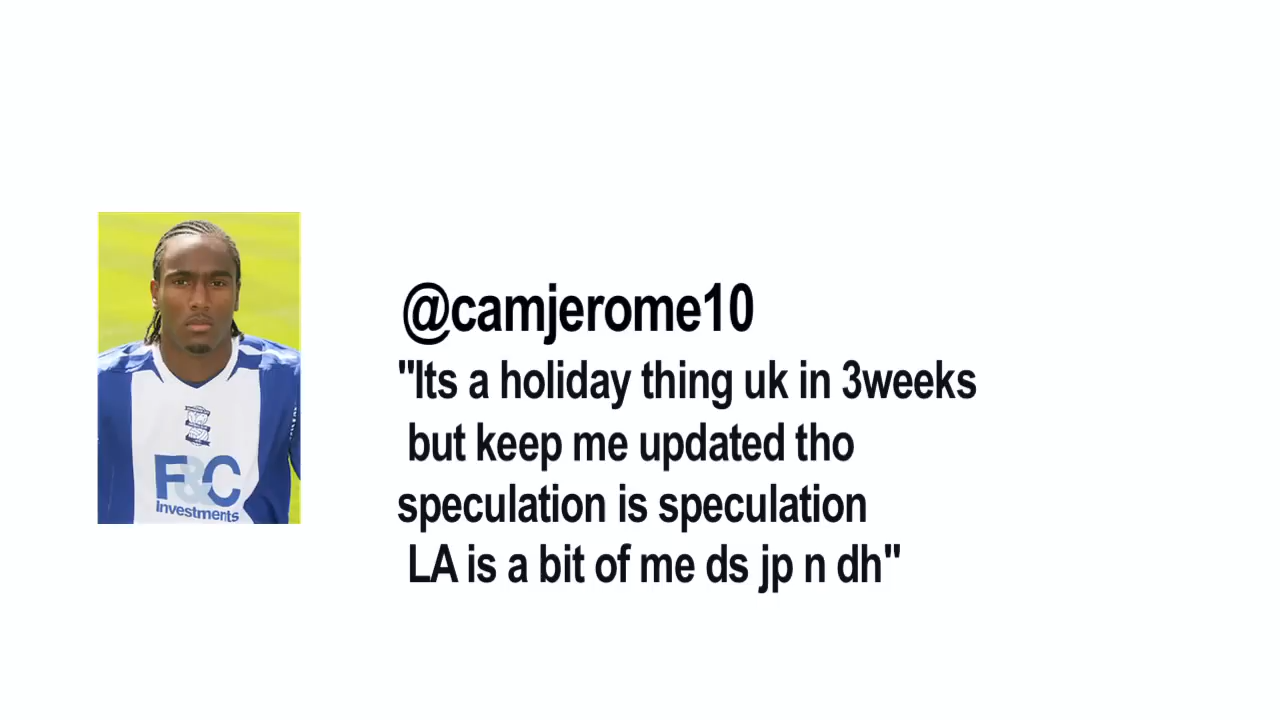 @camjerome10
"Its a holiday thing uk in 3weeks
but keep me updated tho
speculation is speculation
LA is a bit of me ds jp n dh"
F&C
Investments